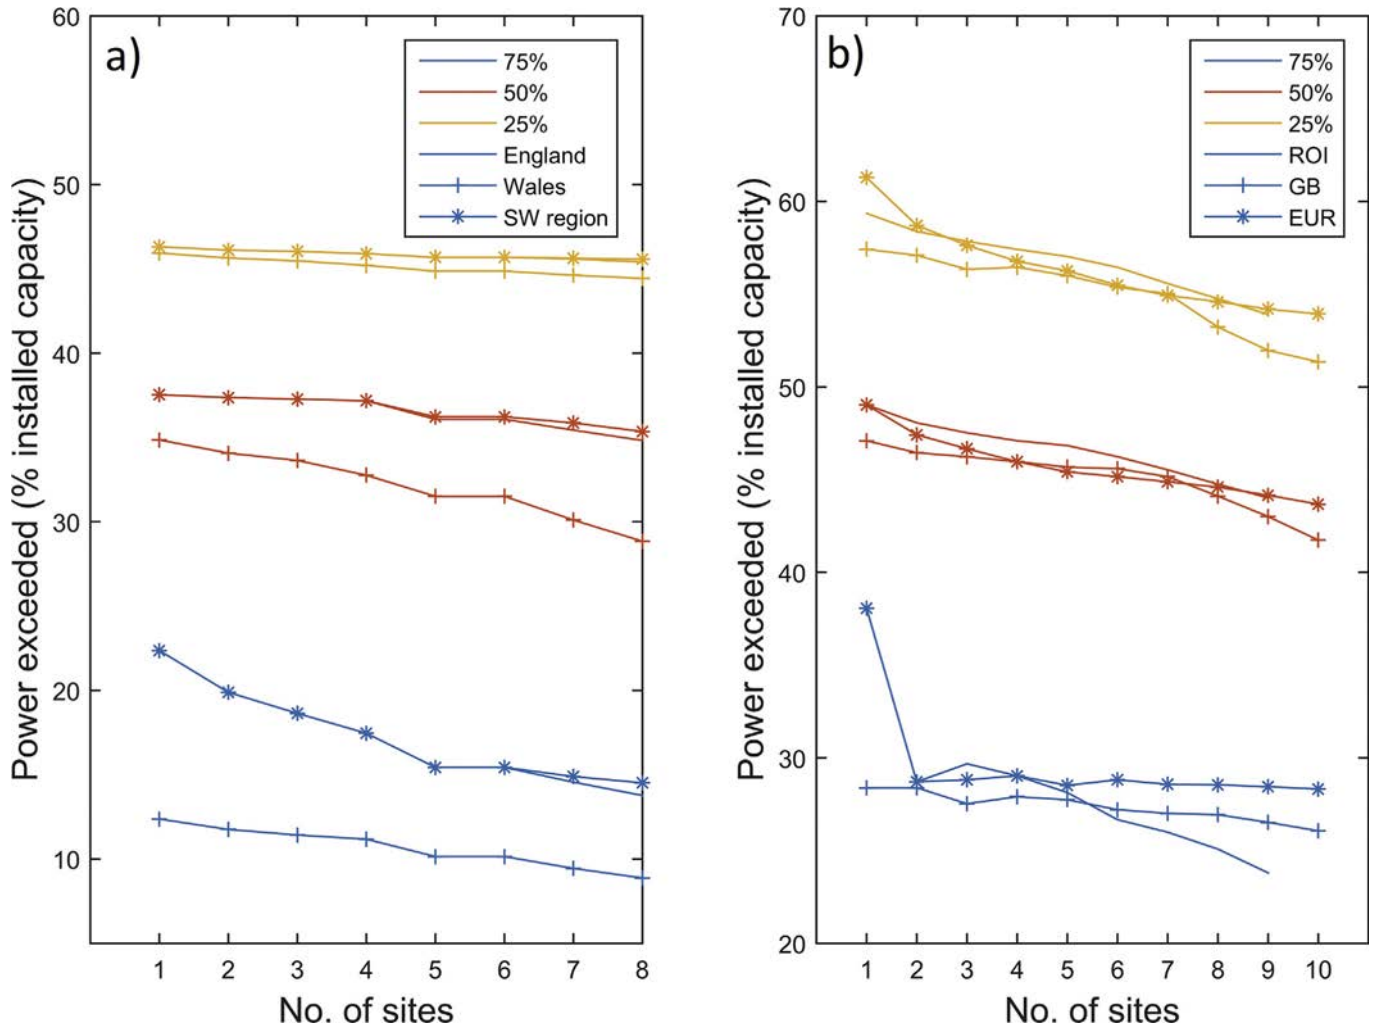 a)
75%
50%
25%
England
Wales
SW region
60
50
40
30
20
10
Power exceeded (% installed capacity)
1 2 3 4 5 6 7 8
No. of sites
b)
75%
50%
25%
ROI
GB
EUR
70
60
50
40
30
20
Power exceeded (% installed capacity)
1 2 3 4 5 6 7 8 9 10
No. of sites